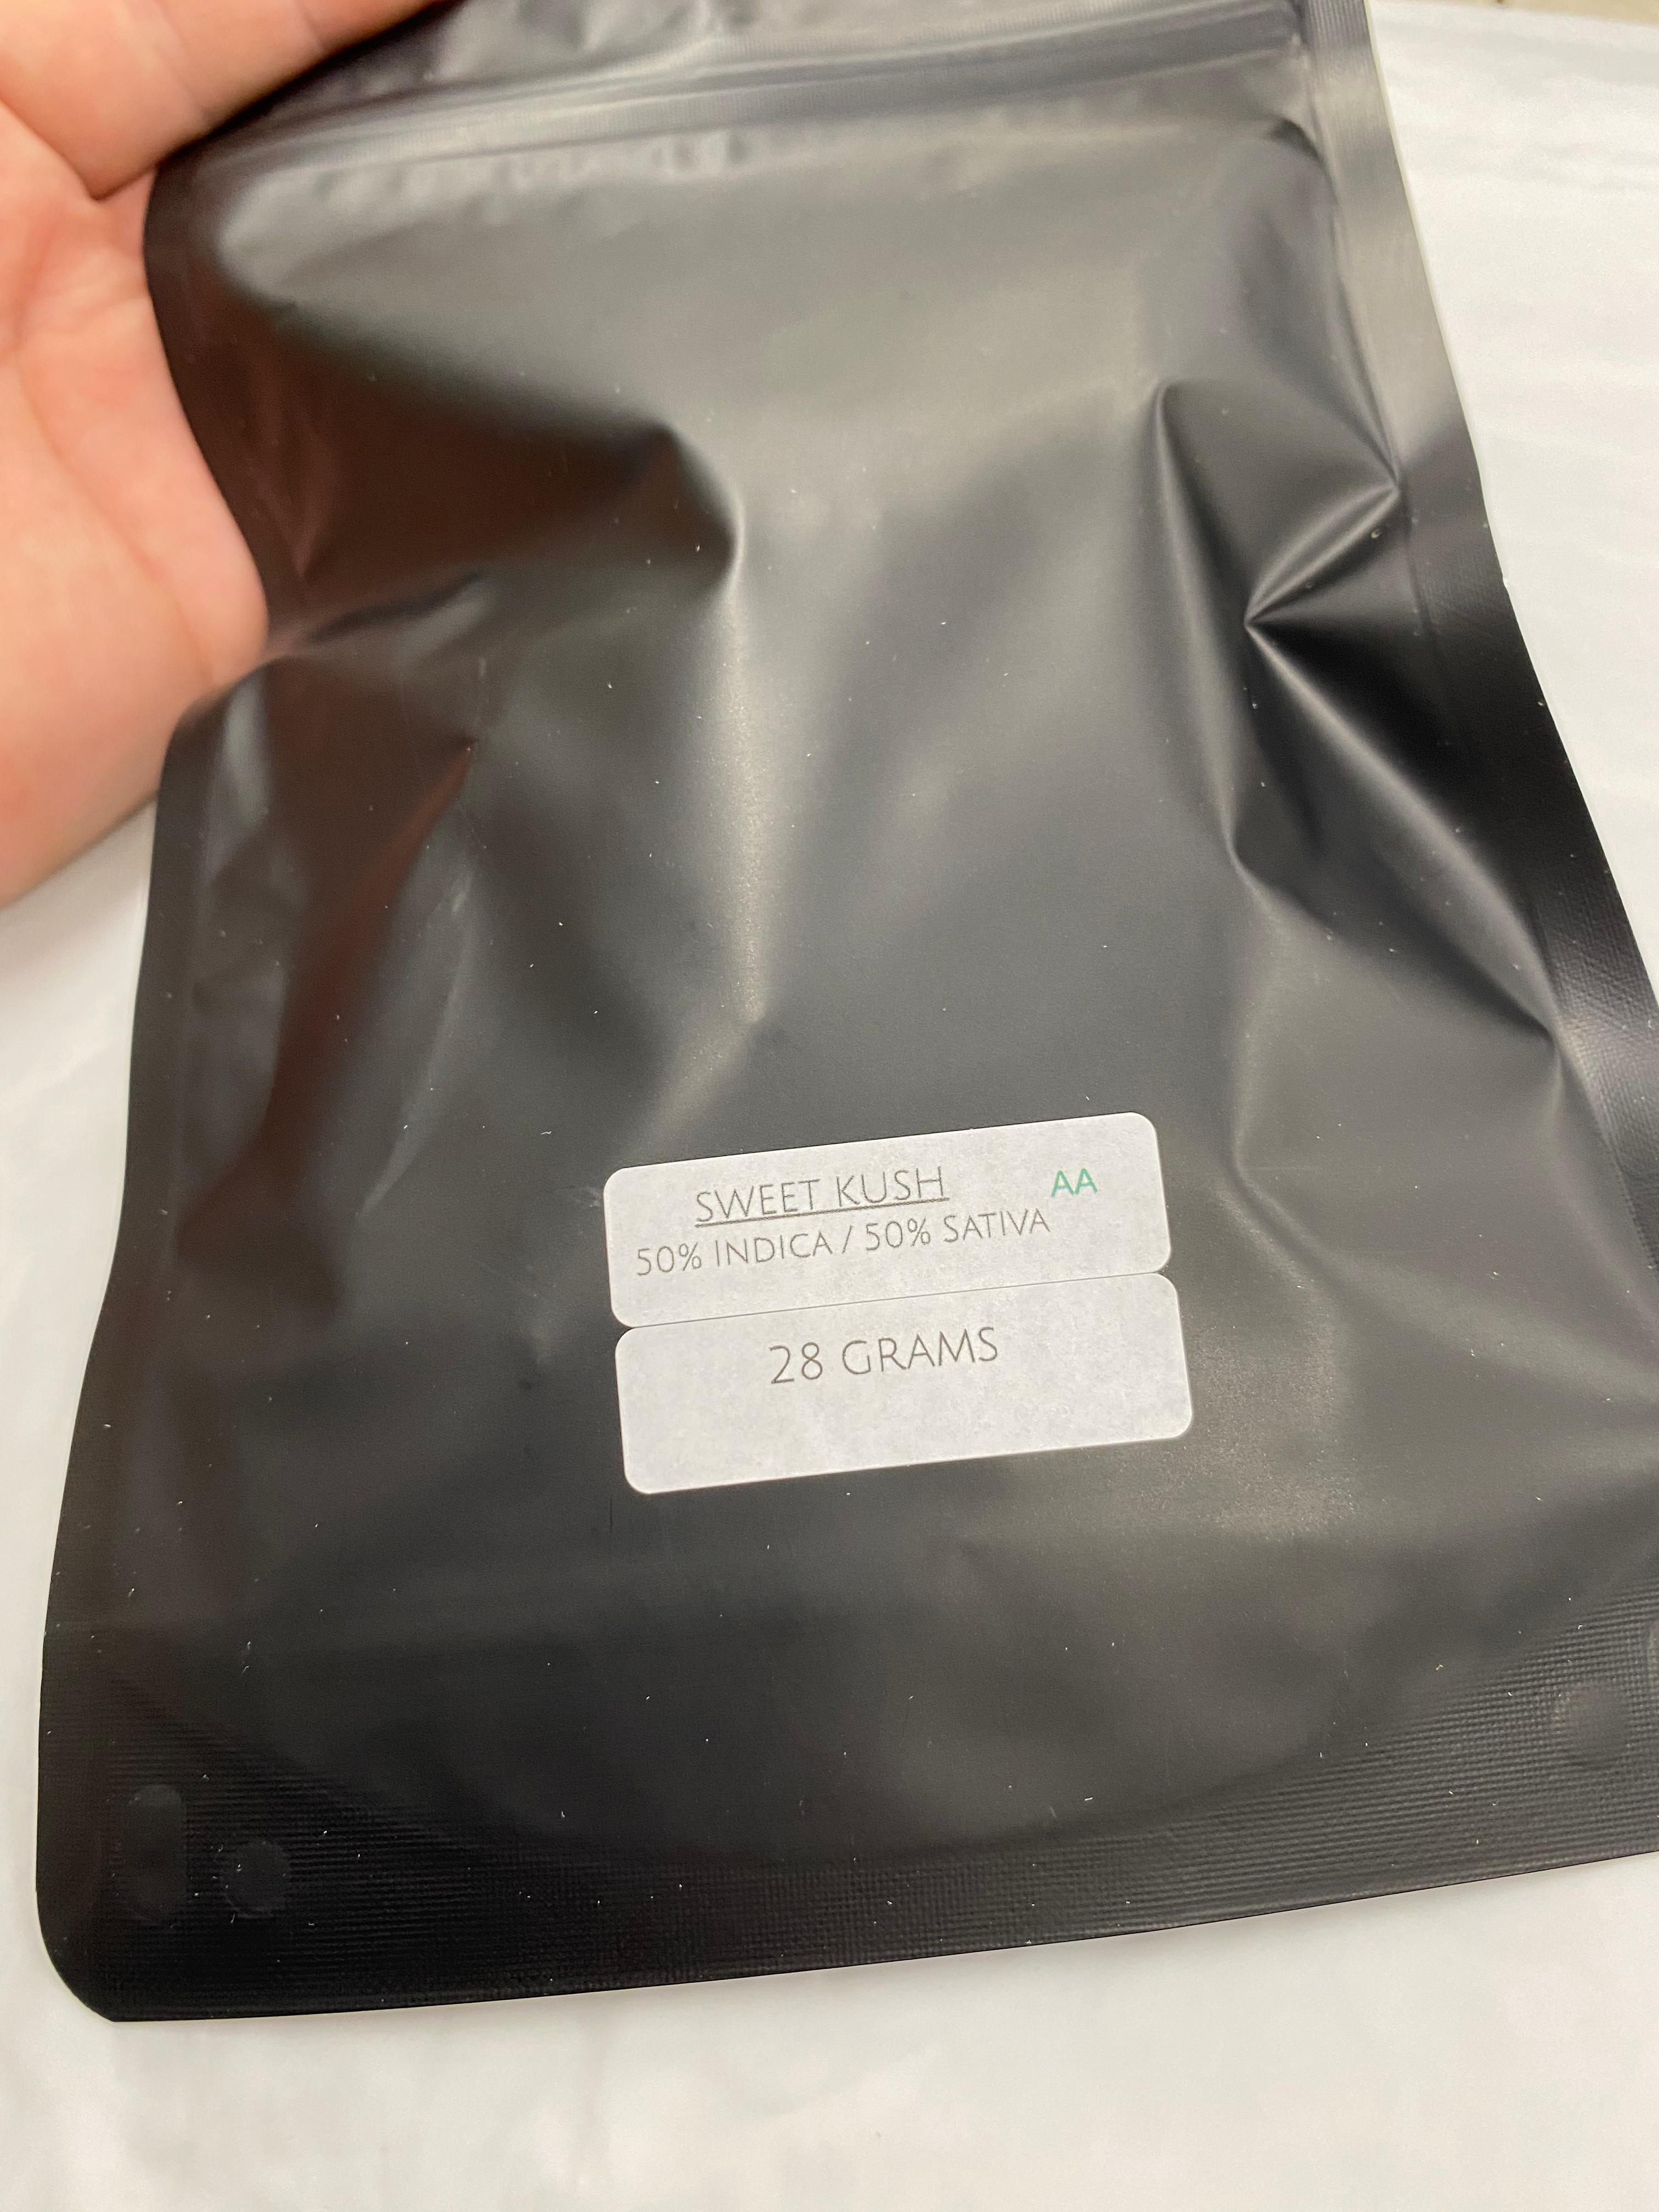 SWEET KUSH AA
50% INDICA / 50% SATIVA
28 GRAMS